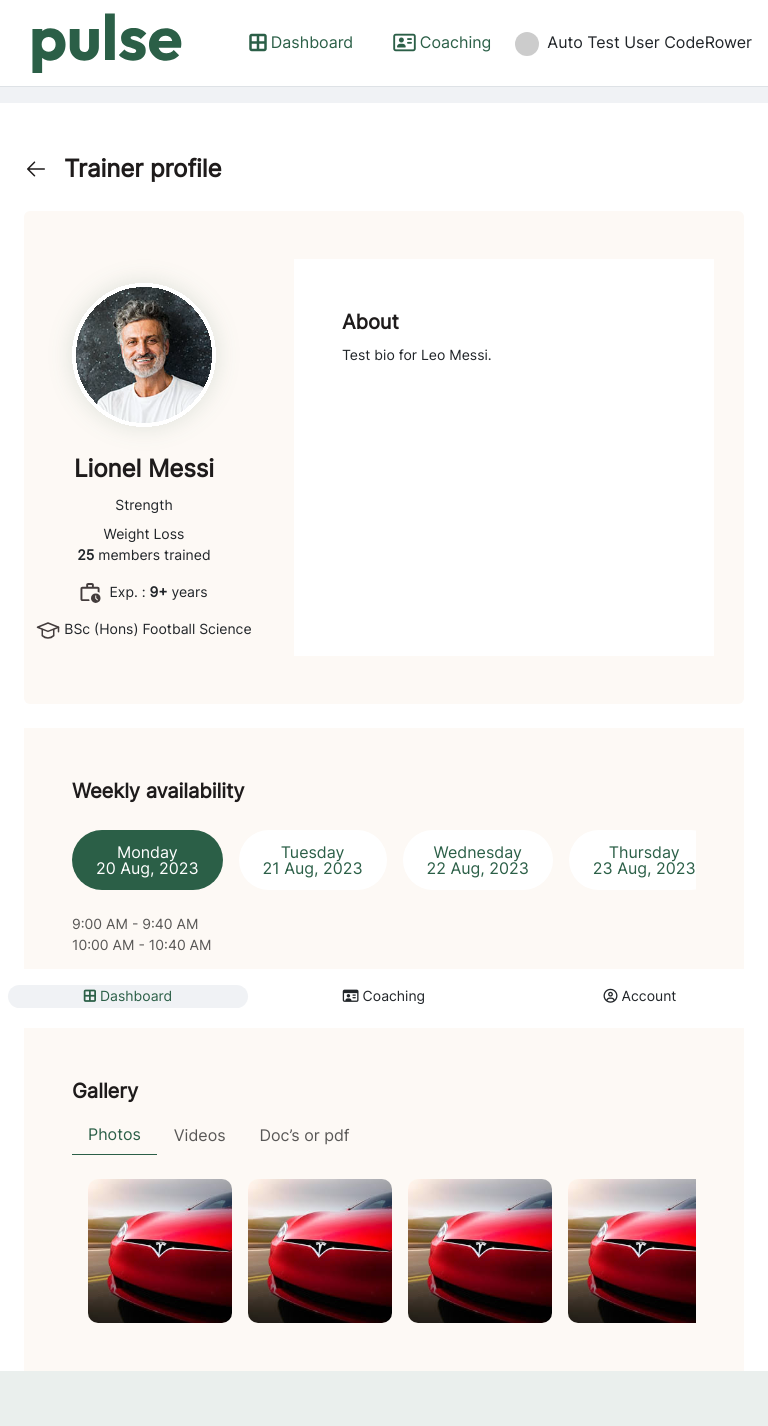 pulse
Dashboard
Coaching
Auto Test User CodeRower
Trainer profile
Lionel Messi
Strength
Weight Loss
25 members trained
Exp. : 9+ years
BSc (Hons) Football Science
About
Test bio for Leo Messi.
Weekly availability
Monday
20 Aug, 2023
Tuesday
21 Aug, 2023
Wednesday
22 Aug, 2023
Thursday
23 Aug, 2023
9:00 AM - 9:40 AM
10:00 AM - 10:40 AM
Dashboard
Coaching
Account
Gallery
Photos
Videos
Doc’s or pdf